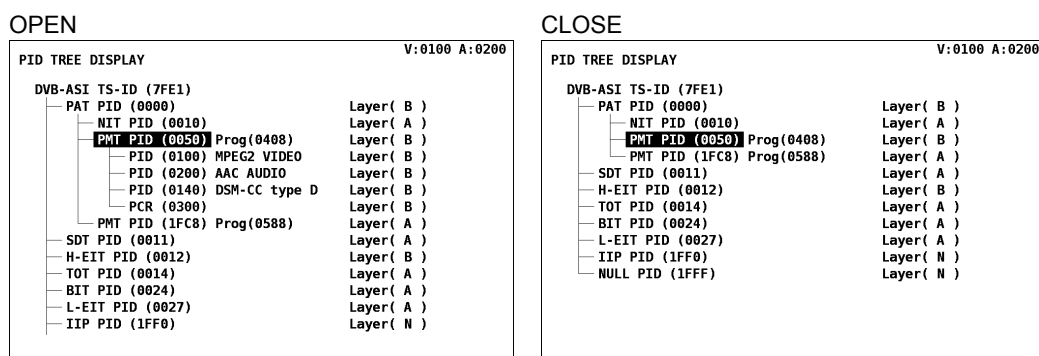 OPEN
V:0100 A:0200
PID TREE DISPLAY
DVB-ASI TS-ID (7FE1)
PAT PID (0000) Layer( B )
NIT PID (0010) Layer( A )
PMT PID (0050) Prog(0408) Layer( B )
PID (0100) MPEG2 VIDEO Layer( B )
PID (0200) AAC AUDIO Layer( B )
PID (0140) DSM-CC type D Layer( B )
PCR (0300) Layer( B )
PMT PID (1FC8) Prog(0588) Layer( A )
SDT PID (0011) Layer( A )
H-EIT PID (0012) Layer( B )
TOT PID (0014) Layer( A )
BIT PID (0024) Layer( A )
L-EIT PID (0027) Layer( A )
IIP PID (1FF0) Layer( N )
CLOSE
V:0100 A:0200
PID TREE DISPLAY
DVB-ASI TS-ID (7FE1)
PAT PID (0000) Layer( B )
NIT PID (0010) Layer( A )
PMT PID (0050) Prog(0408) Layer( B )
PMT PID (1FC8) Prog(0588) Layer( A )
SDT PID (0011) Layer( A )
H-EIT PID (0012) Layer( B )
TOT PID (0014) Layer( A )
BIT PID (0024) Layer( A )
L-EIT PID (0027) Layer( A )
IIP PID (1FF0) Layer( N )
NULL PID (1FFF) Layer( N )